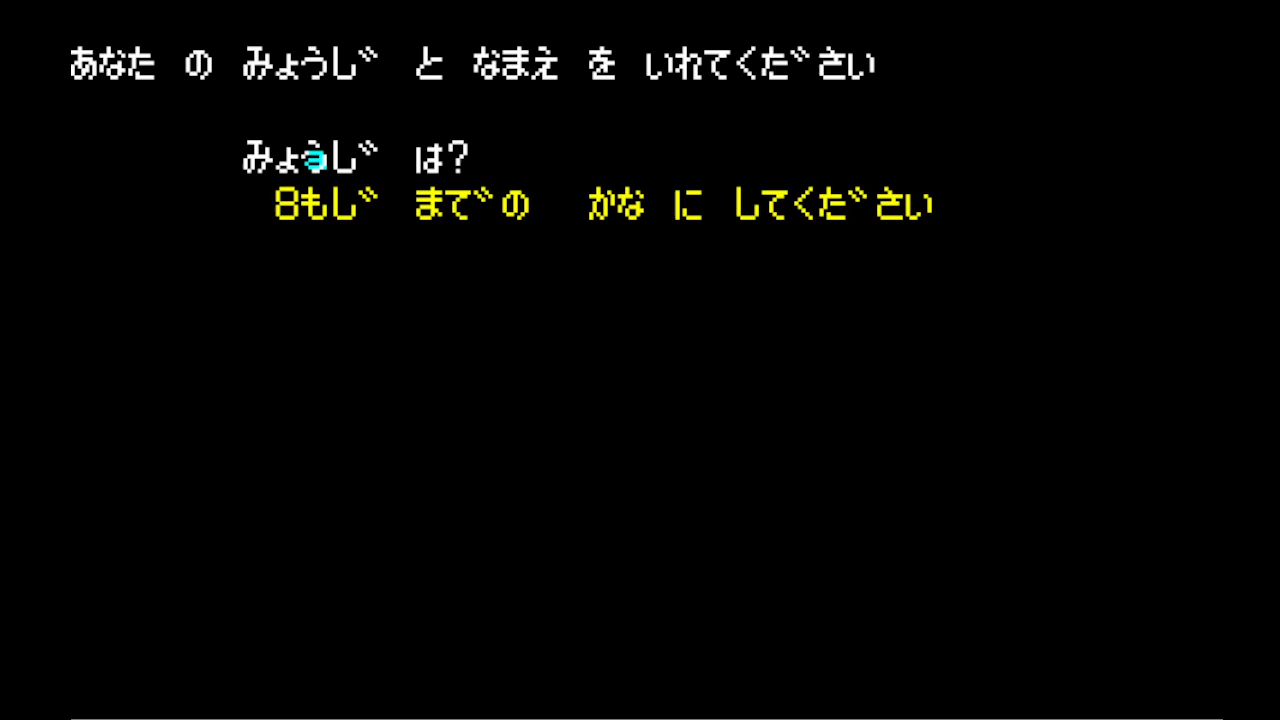 あなた の みょうじ゛ と なまえ を いれてくた゛さい
みょうじ゛ は?
8もし゛ まて゛の かな に してくた゛さい